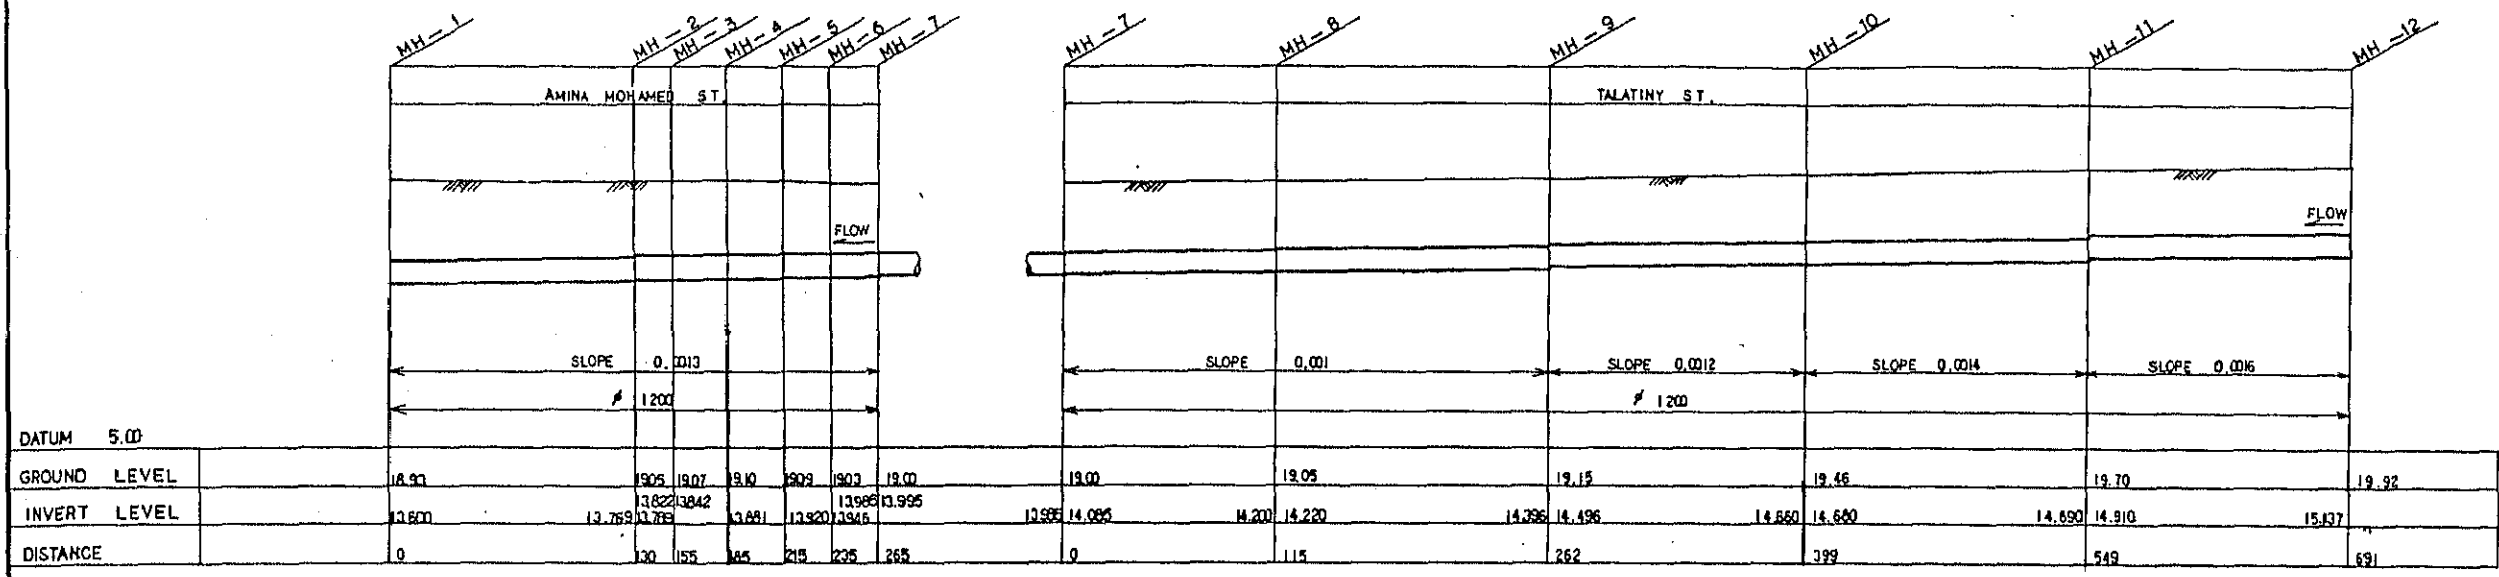 MH-1 MH-2 MH-3 MH-4 MH-5 MH-6 MH-7 MH-7 MH-8 MH-9 MH-10 MH-11 MH-12
AMINA MOHAMED ST. TALATINY ST.
FLOW
FLOW
SLOPE 0.0013 SLOPE 0.001 SLOPE 0.0012 SLOPE 0.0014 SLOPE 0.0016
ø 1200 ø 1200
DATUM 5.00
GROUND LEVEL 19.05 19.07 19.10 19.09 19.03 19.00 19.00 19.05 19.15 19.46 19.70 19.92
13.822 13.842 13.986 13.995
INVERT LEVEL 13.600 13.769 13.789 13.881 13.920 13.946 14.085 14.200 14.220 14.396 14.496 14.660 14.680 14.890 14.910 15.137
DISTANCE 0 130 155 185 215 235 265 0 115 262 399 549 691